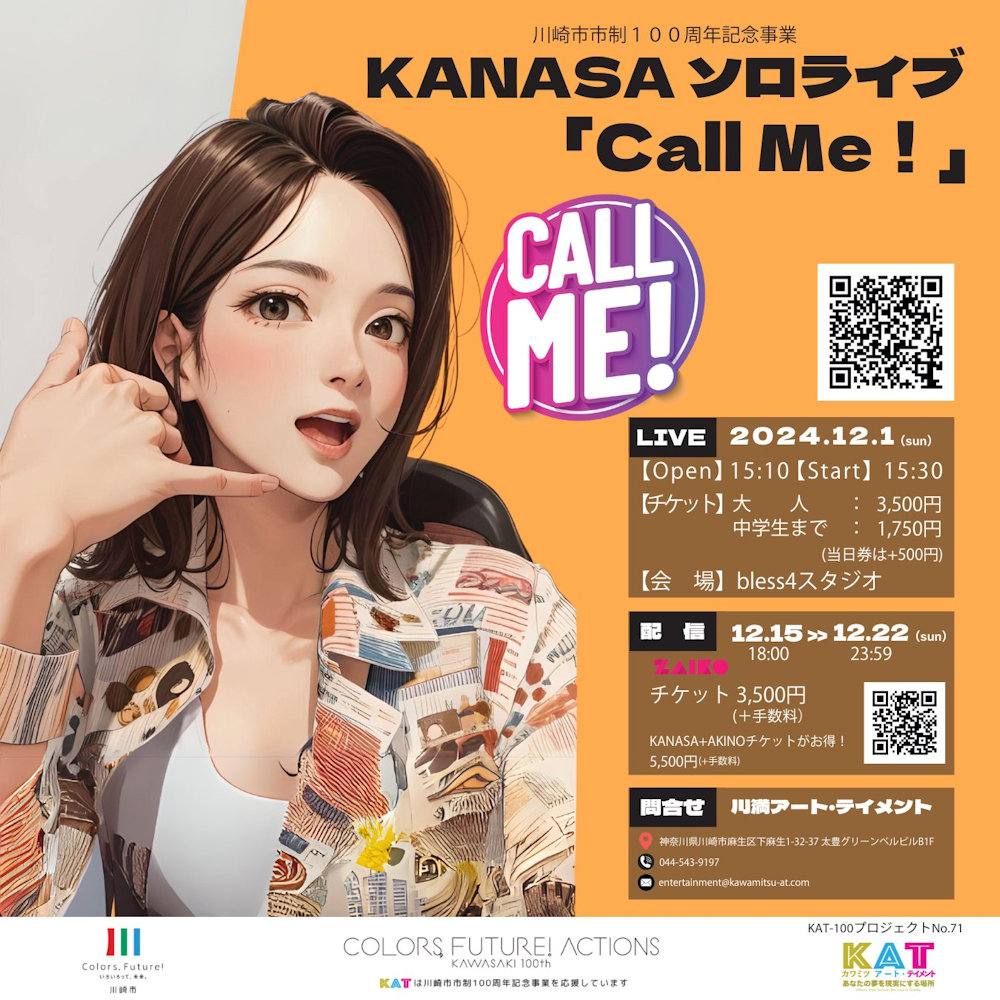 川崎市市制１００周年記念事業
KANASA ソロライブ
「Call Me！」
CALL
ME!
LIVE 2024.12.1 (sun)
【Open】15:10【Start】15:30
【チケット】大　人　：3,500円
中学生まで：1,750円
(当日券は+500円)
【会　場】bless4スタジオ
配　信 12.15 >> 12.22 (sun)
18:00 23:59
ZAIKO
チケット 3,500円
(＋手数料)
KANASA+AKINOチケットがお得！
5,500円(+手数料)
問合せ 川満アート・テイメント
神奈川県川崎市麻生区下麻生1-32-37 太豊グリーンベルビルB1F
044-543-9197
entertainment@kawamitsu-at.com
KAT-100プロジェクトNo.71
Colors, Future!
いろいろって、未来。
川崎市
COLORS, FUTURE! ACTIONS
KAWASAKI 100th
KATは川崎市市制100周年記念事業を応援しています
KAT
カワミツ アート・テイメント
あなたの夢を現実にする場所